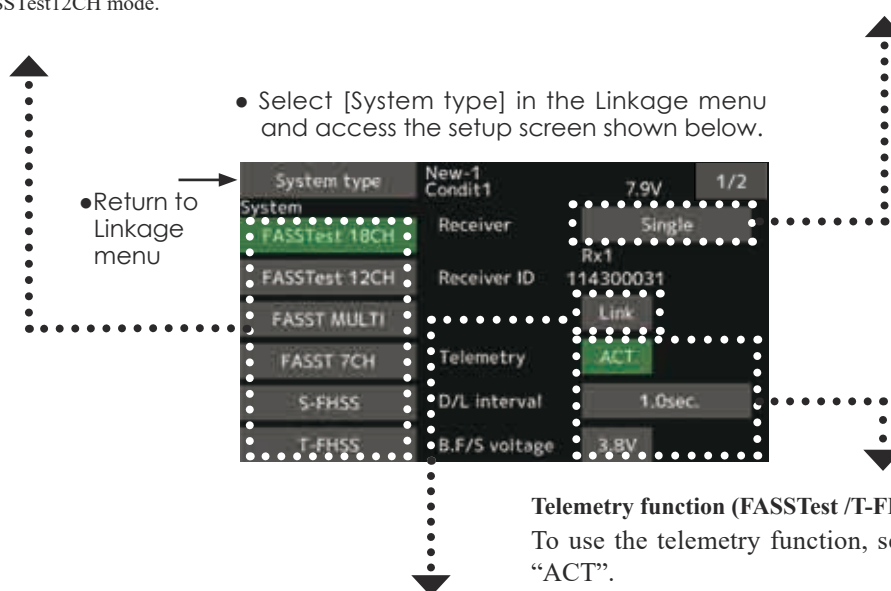 SSTest12CH mode.
● Select [System type] in the Linkage menu
and access the setup screen shown below.
●Return to
Linkage
menu
System type
New-1
Condit1
7.9V
1/2
System
FASSTest 18CH
Receiver
Single
Rx1
FASSTest 12CH
Receiver ID
114300031
FASST MULTI
Link
FASST 7CH
Telemetry
ACT.
S-FHSS
D/L interval
1.0sec.
T-FHSS
B.F/S voltage
3.8V
Telemetry function (FASSTest /T-F
To use the telemetry function, s
“ACT”.